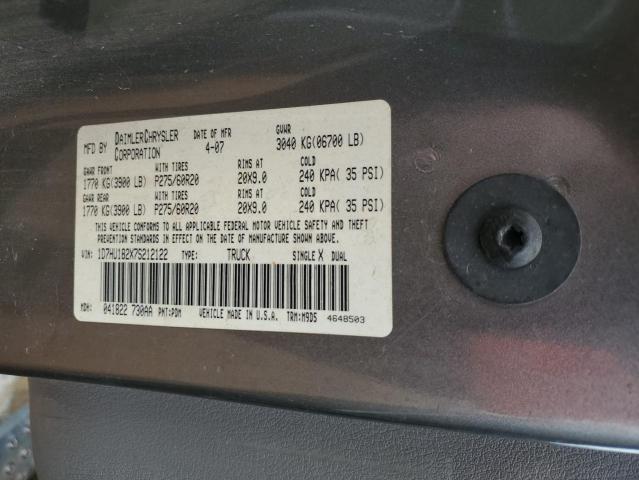 MFD BY DAIMLERCHRYSLER CORPORATION DATE OF MFR 4-07 GVWR 3040 KG(06700 LB)
GAWR FRONT WITH TIRES RIMS AT COLD
1770 KG(3900 LB) P275/60R20 20X9.0 240 KPA( 35 PSI)
GAWR REAR WITH TIRES RIMS AT COLD
1770 KG(3900 LB) P275/60R20 20X9.0 240 KPA( 35 PSI)
THIS VEHICLE CONFORMS TO ALL APPLICABLE FEDERAL MOTOR VEHICLE SAFETY AND THEFT
PREVENTION STANDARDS IN EFFECT ON THE DATE OF MANUFACTURE SHOWN ABOVE.
VIN: 1D7HU182X7S212122 TYPE: TRUCK SINGLE X DUAL
MDH: 041822 730AA PNT:PDM VEHICLE MADE IN U.S.A. TRM:M9D5 4648503